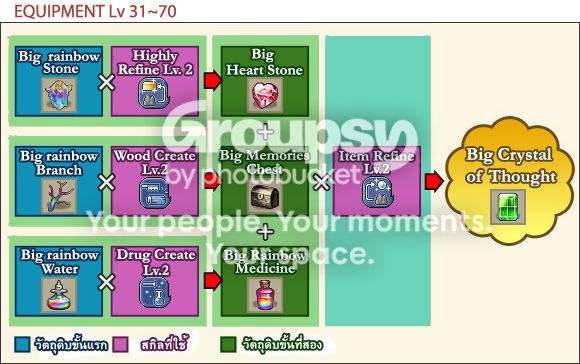 EQUIPMENT Lv 31~70
Big rainbow
Stone
Highly
Refine Lv. 2
Big
Heart Stone
Big rainbow
Branch
Wood Create
Lv.2
Big Memories
Chest
Item Refine
Lv.2
Big Crystal
of Thought
Big rainbow
Water
Drug Create
Lv.2
Big Rainbow
Medicine
Groupsy
by photobucket
Your people. Your moments.
Your space.
วัตถุดิบขั้นแรก
สกิลที่ใช้
วัตถุดิบขั้นที่สอง